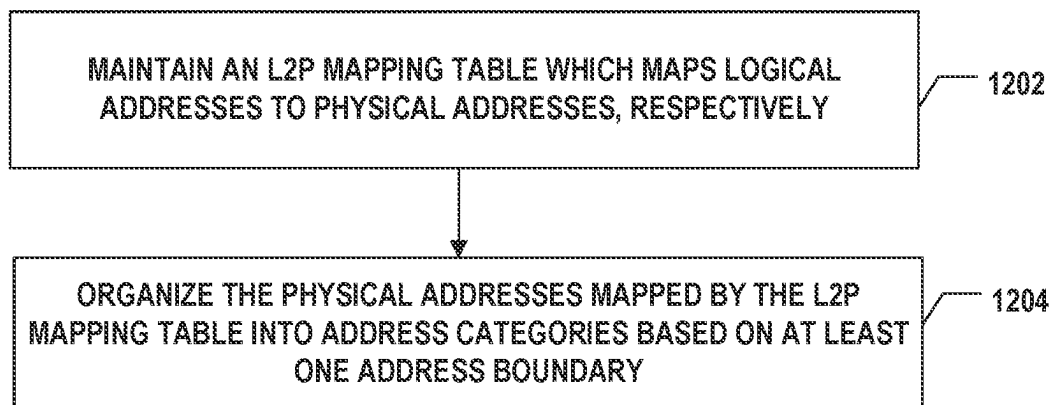 MAINTAIN AN L2P MAPPING TABLE WHICH MAPS LOGICAL
ADDRESSES TO PHYSICAL ADDRESSES, RESPECTIVELY
1202
ORGANIZE THE PHYSICAL ADDRESSES MAPPED BY THE L2P
MAPPING TABLE INTO ADDRESS CATEGORIES BASED ON AT LEAST
ONE ADDRESS BOUNDARY
1204